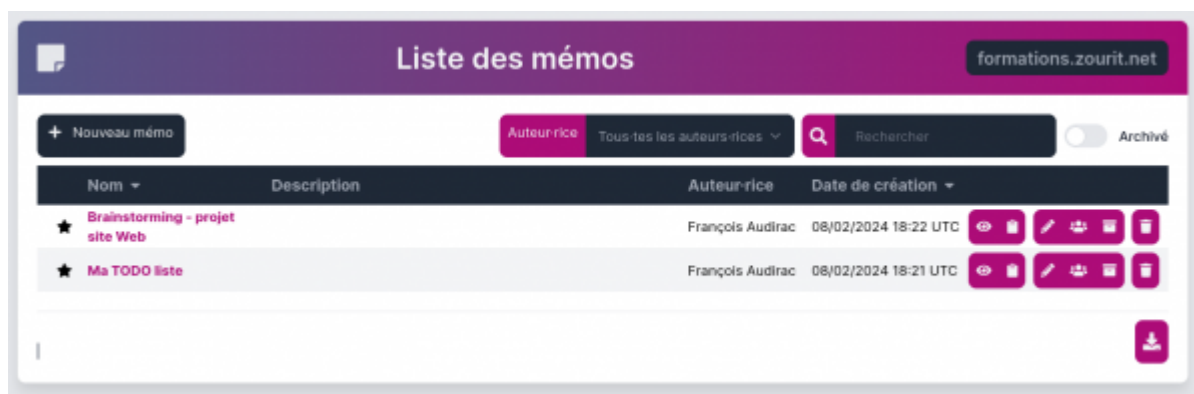 Liste des mémos
formations.zourit.net
+ Nouveau mémo
Auteur·rice
Tous·tes les auteurs·rices
Rechercher
Archivé
Nom
Description
Auteur·rice
Date de création
Brainstorming - projet
site Web
François Audirac
08/02/2024 18:22 UTC
Ma TODO liste
François Audirac
08/02/2024 18:21 UTC